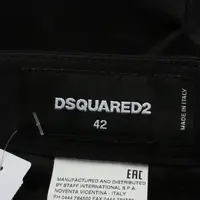 DSQUARED2
42
MADE IN ITALY
EAC
MANUFACTURED AND DISTRIBUTED
BY STAFF INTERNATIONAL S.P.A
NOVENTA VICENTINA - ITALY